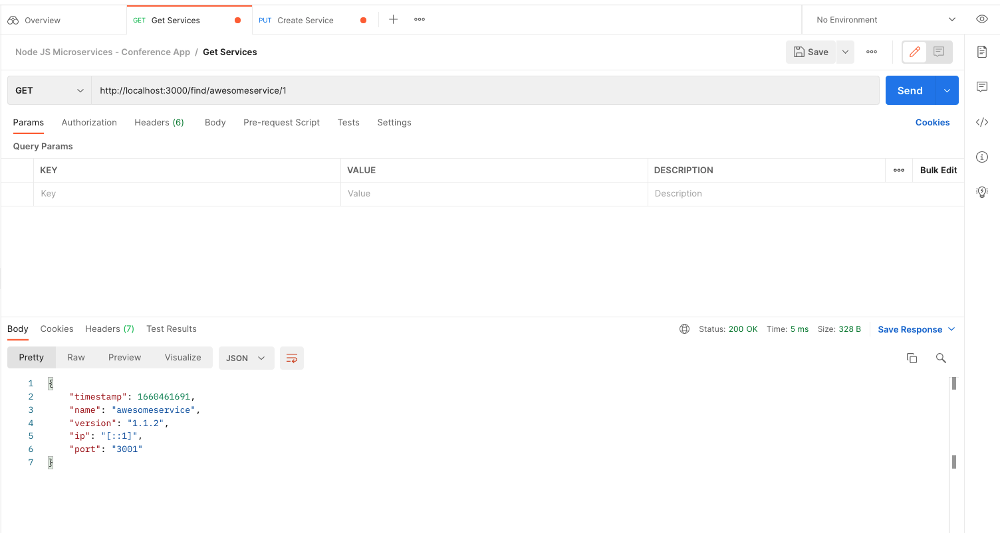 Overview
GET Get Services
PUT Create Service
No Environment
Node JS Microservices - Conference App / Get Services
Save
GET
http://localhost:3000/find/awesomeservice/1
Send
Params Authorization Headers (6) Body Pre-request Script Tests Settings Cookies
Query Params
KEY VALUE DESCRIPTION Bulk Edit
Key Value Description
Body Cookies Headers (7) Test Results Status: 200 OK Time: 5 ms Size: 328 B Save Response
Pretty Raw Preview Visualize JSON
1 {
2 "timestamp": 1660461691,
3 "name": "awesomeservice",
4 "version": "1.1.2",
5 "ip": "[::1]",
6 "port": "3001"
7 }